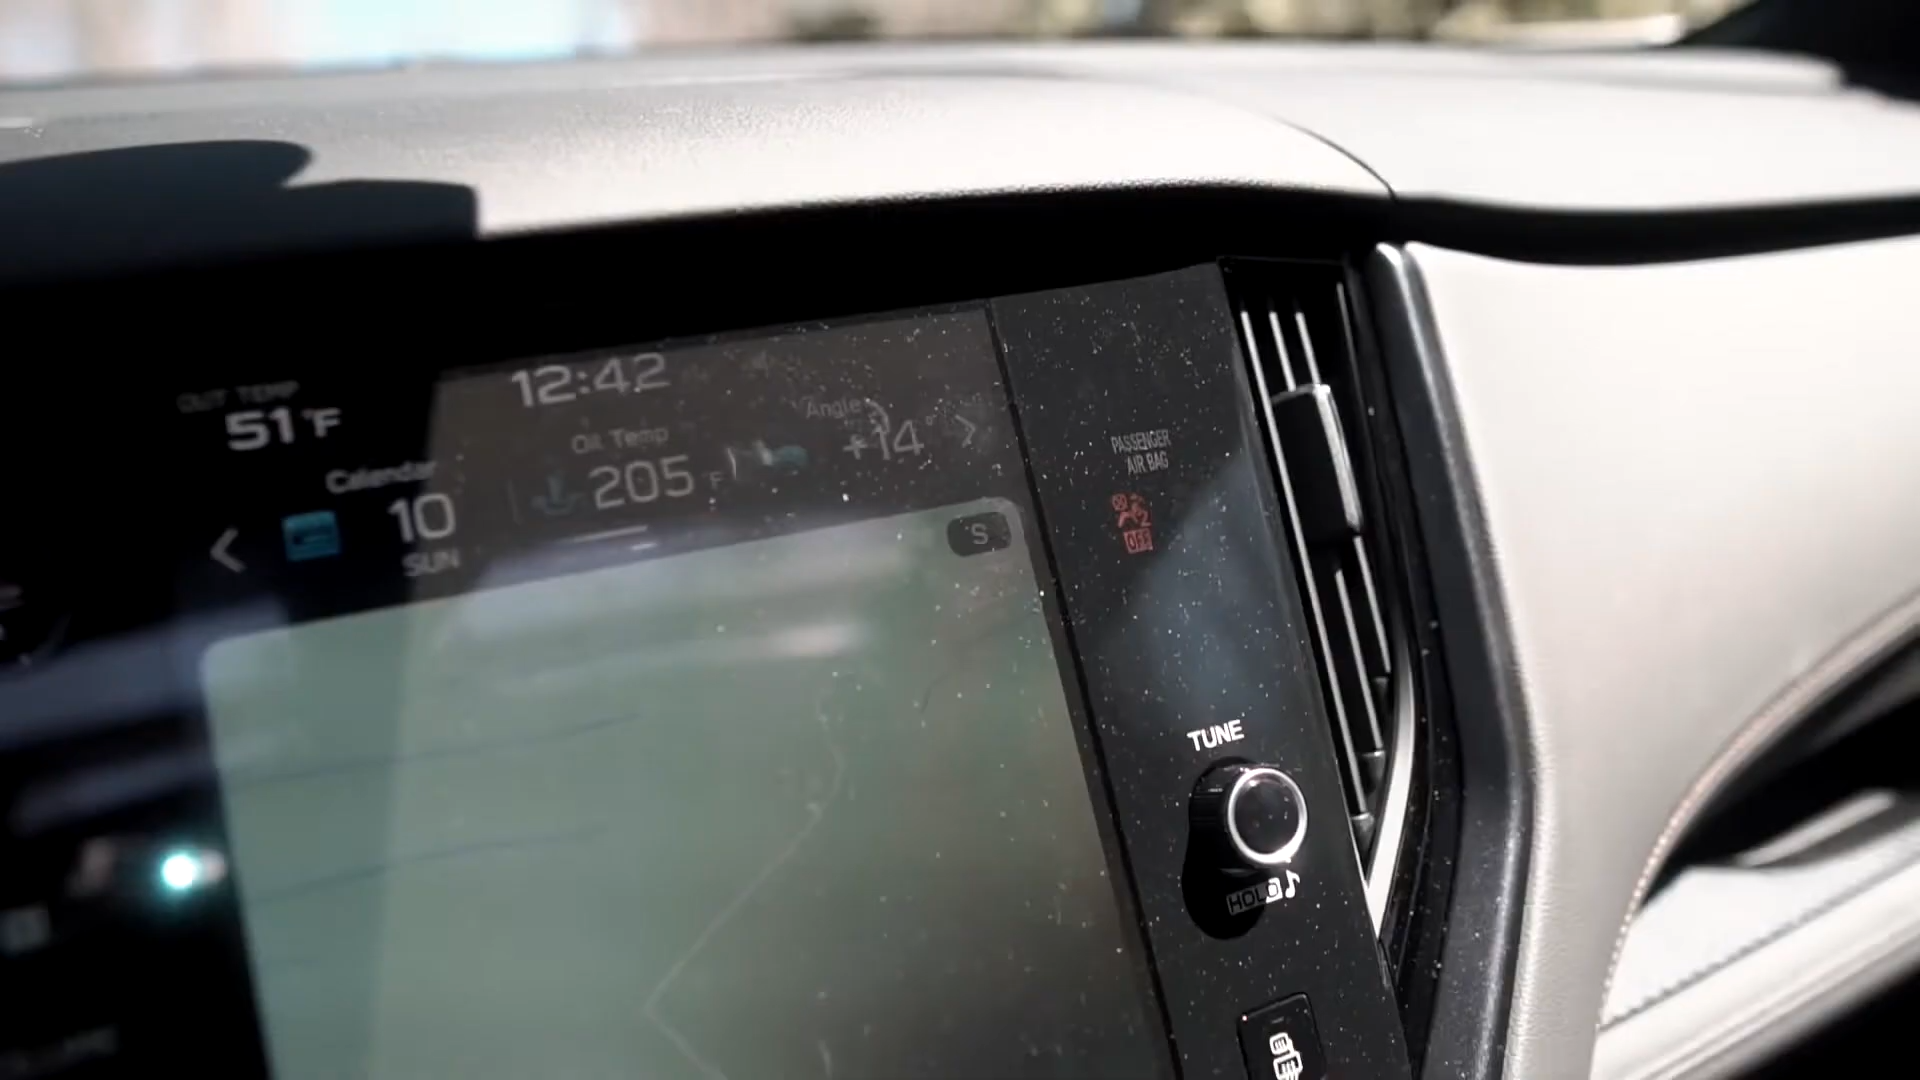 OUT TEMP
51°F
12:42
Calendar
10
SUN
Oil Temp
205 F
Angle
+14°
S
PASSENGER
AIR BAG
OFF
TUNE
HOLD